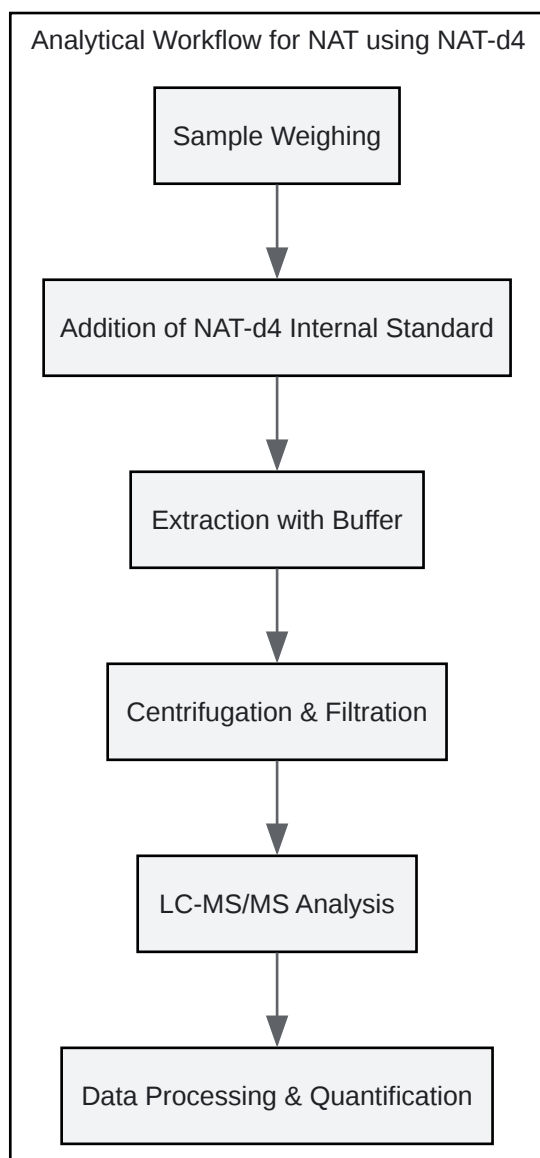 Analytical Workflow for NAT using NAT-d4
Sample Weighing
Addition of NAT-d4 Internal Standard
Extraction with Buffer
Centrifugation & Filtration
LC-MS/MS Analysis
Data Processing & Quantification